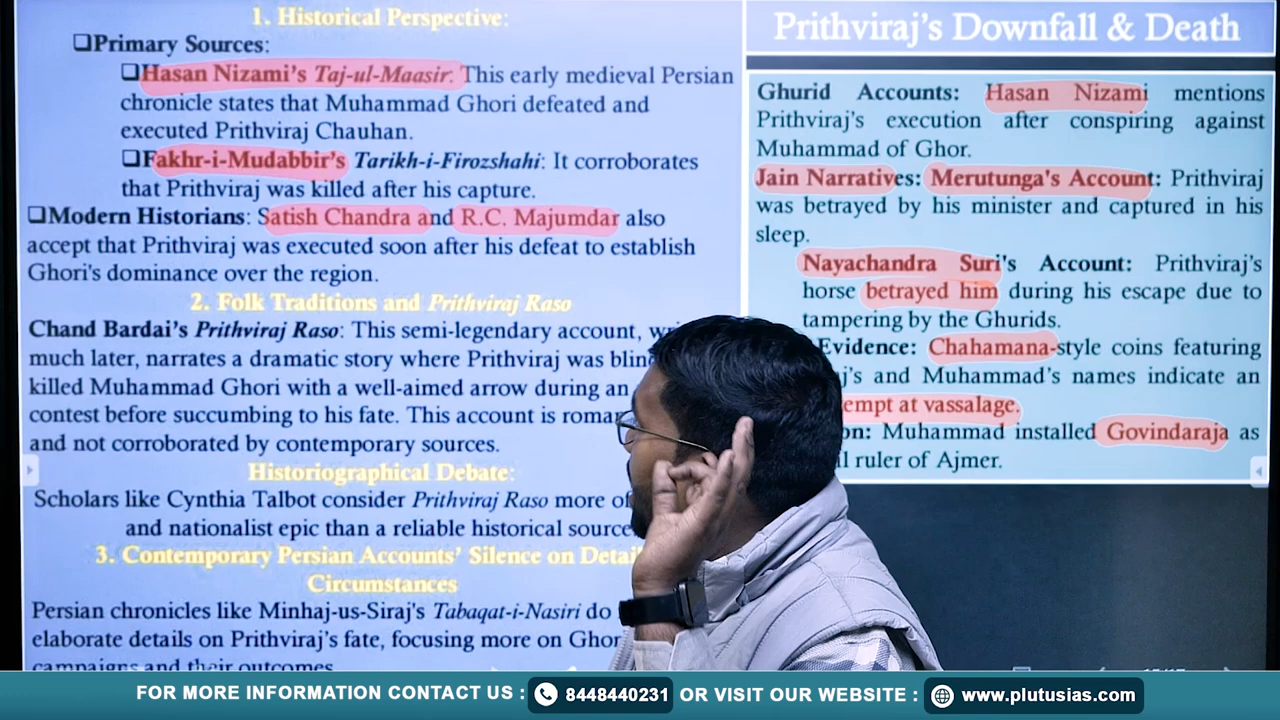 1. Historical Perspective:
❑Primary Sources:
❑Hasan Nizami's Taj-ul-Maasir: This early medieval Persian
chronicle states that Muhammad Ghori defeated and
executed Prithviraj Chauhan.
❑Fakhr-i-Mudabbir's Tarikh-i-Firozshahi: It corroborates
that Prithviraj was killed after his capture.
❑Modern Historians: Satish Chandra and R.C. Majumdar also
accept that Prithviraj was executed soon after his defeat to establish
Ghori's dominance over the region.
2. Folk Traditions and Prithviraj Raso
Chand Bardai's Prithviraj Raso: This semi-legendary account,
much later, narrates a dramatic story where Prithviraj was
killed Muhammad Ghori with a well-aimed arrow during an
contest before succumbing to his fate. This account is
and not corroborated by contemporary sources.
Historiographical Debate:
Scholars like Cynthia Talbot consider Prithviraj Raso more of
and nationalist epic than a reliable historical source
3. Contemporary Persian Accounts' Silence on
Circumstances
Persian chronicles like Minhaj-us-Siraj's Tabaqat-i-Nasiri do
elaborate details on Prithviraj's fate, focusing more on
campaigns and their outcomes
Prithviraj's Downfall & Death
Ghurid Accounts: Hasan Nizami mentions
Prithviraj's execution after conspiring against
Muhammad of Ghor.
Jain Narratives: Merutunga's Account: Prithviraj
was betrayed by his minister and captured in his
sleep.
Nayachandra Suri's Account: Prithviraj's
horse betrayed him during his escape due to
tampering by the Ghurids.
Evidence: Chahamana-style coins featuring
and Muhammad's names indicate an
at vassalage.
Muhammad installed Govindaraja as
ruler of Ajmer.
FOR MORE INFORMATION CONTACT US : 8448440231 OR VISIT OUR WEBSITE : www.plutusias.com